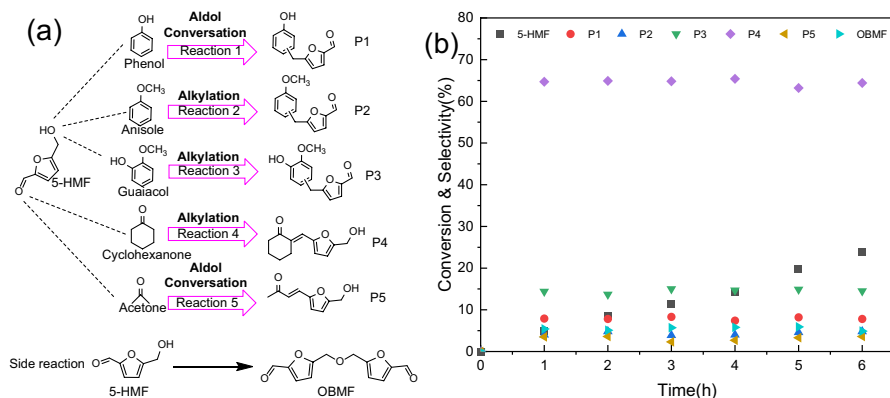 (a)
OH
Phenol
Aldol
Conversation
Reaction 1
OH
O
O
P1
OCH3
Anisole
Alkylation
Reaction 2
OCH3
O
O
P2
HO
O
O
5-HMF
HO
OCH3
Guaiacol
Alkylation
Reaction 3
HO
OCH3
O
O
P3
O
Cyclohexanone
Alkylation
Reaction 4
O
O
OH
P4
O
Acetone
Aldol
Conversation
Reaction 5
O
O
OH
P5
Side reaction
O
O
OH
5-HMF
O
O
O
O
O
OBMF
(b)
5-HMF P1 P2 P3 P4 P5 OBMF
Conversion & Selectivity(%)
80
70
60
50
40
30
20
10
0
0 1 2 3 4 5 6
Time(h)